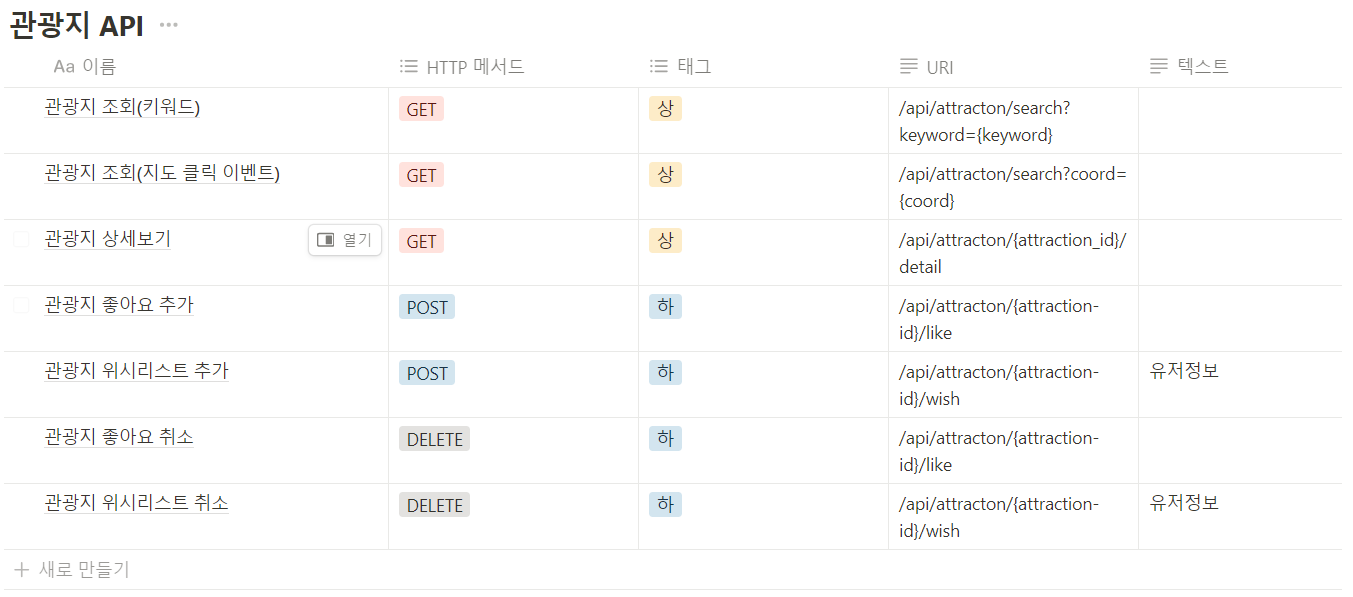 관광지 API ...
Aa 이름 HTTP 메서드 태그 URI 텍스트
관광지 조회(키워드) GET 상 /api/attracton/search?
keyword={keyword}
관광지 조회(지도 클릭 이벤트) GET 상 /api/attracton/search?coord=
{coord}
관광지 상세보기 열기 GET 상 /api/attracton/{attraction_id}/
detail
관광지 좋아요 추가 POST 하 /api/attracton/{attraction-
id}/like
관광지 위시리스트 추가 POST 하 /api/attracton/{attraction- 유저정보
id}/wish
관광지 좋아요 취소 DELETE 하 /api/attracton/{attraction-
id}/like
관광지 위시리스트 취소 DELETE 하 /api/attracton/{attraction- 유저정보
id}/wish
+ 새로 만들기